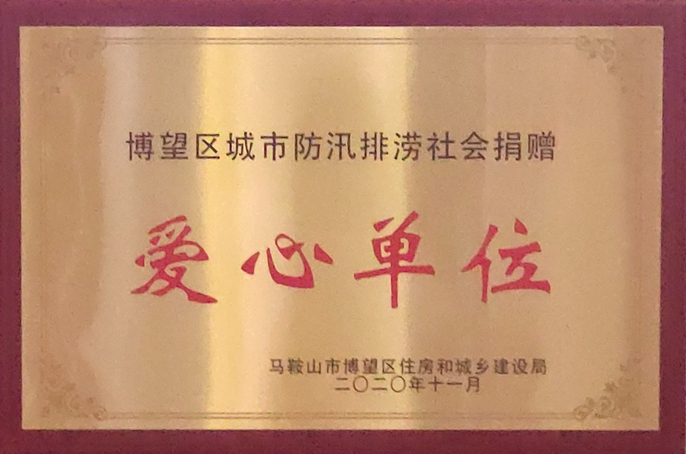 博望区城市防汛排涝社会捐赠
爱心单位
马鞍山市博望区住房和城乡建设局
二〇二〇年十一月